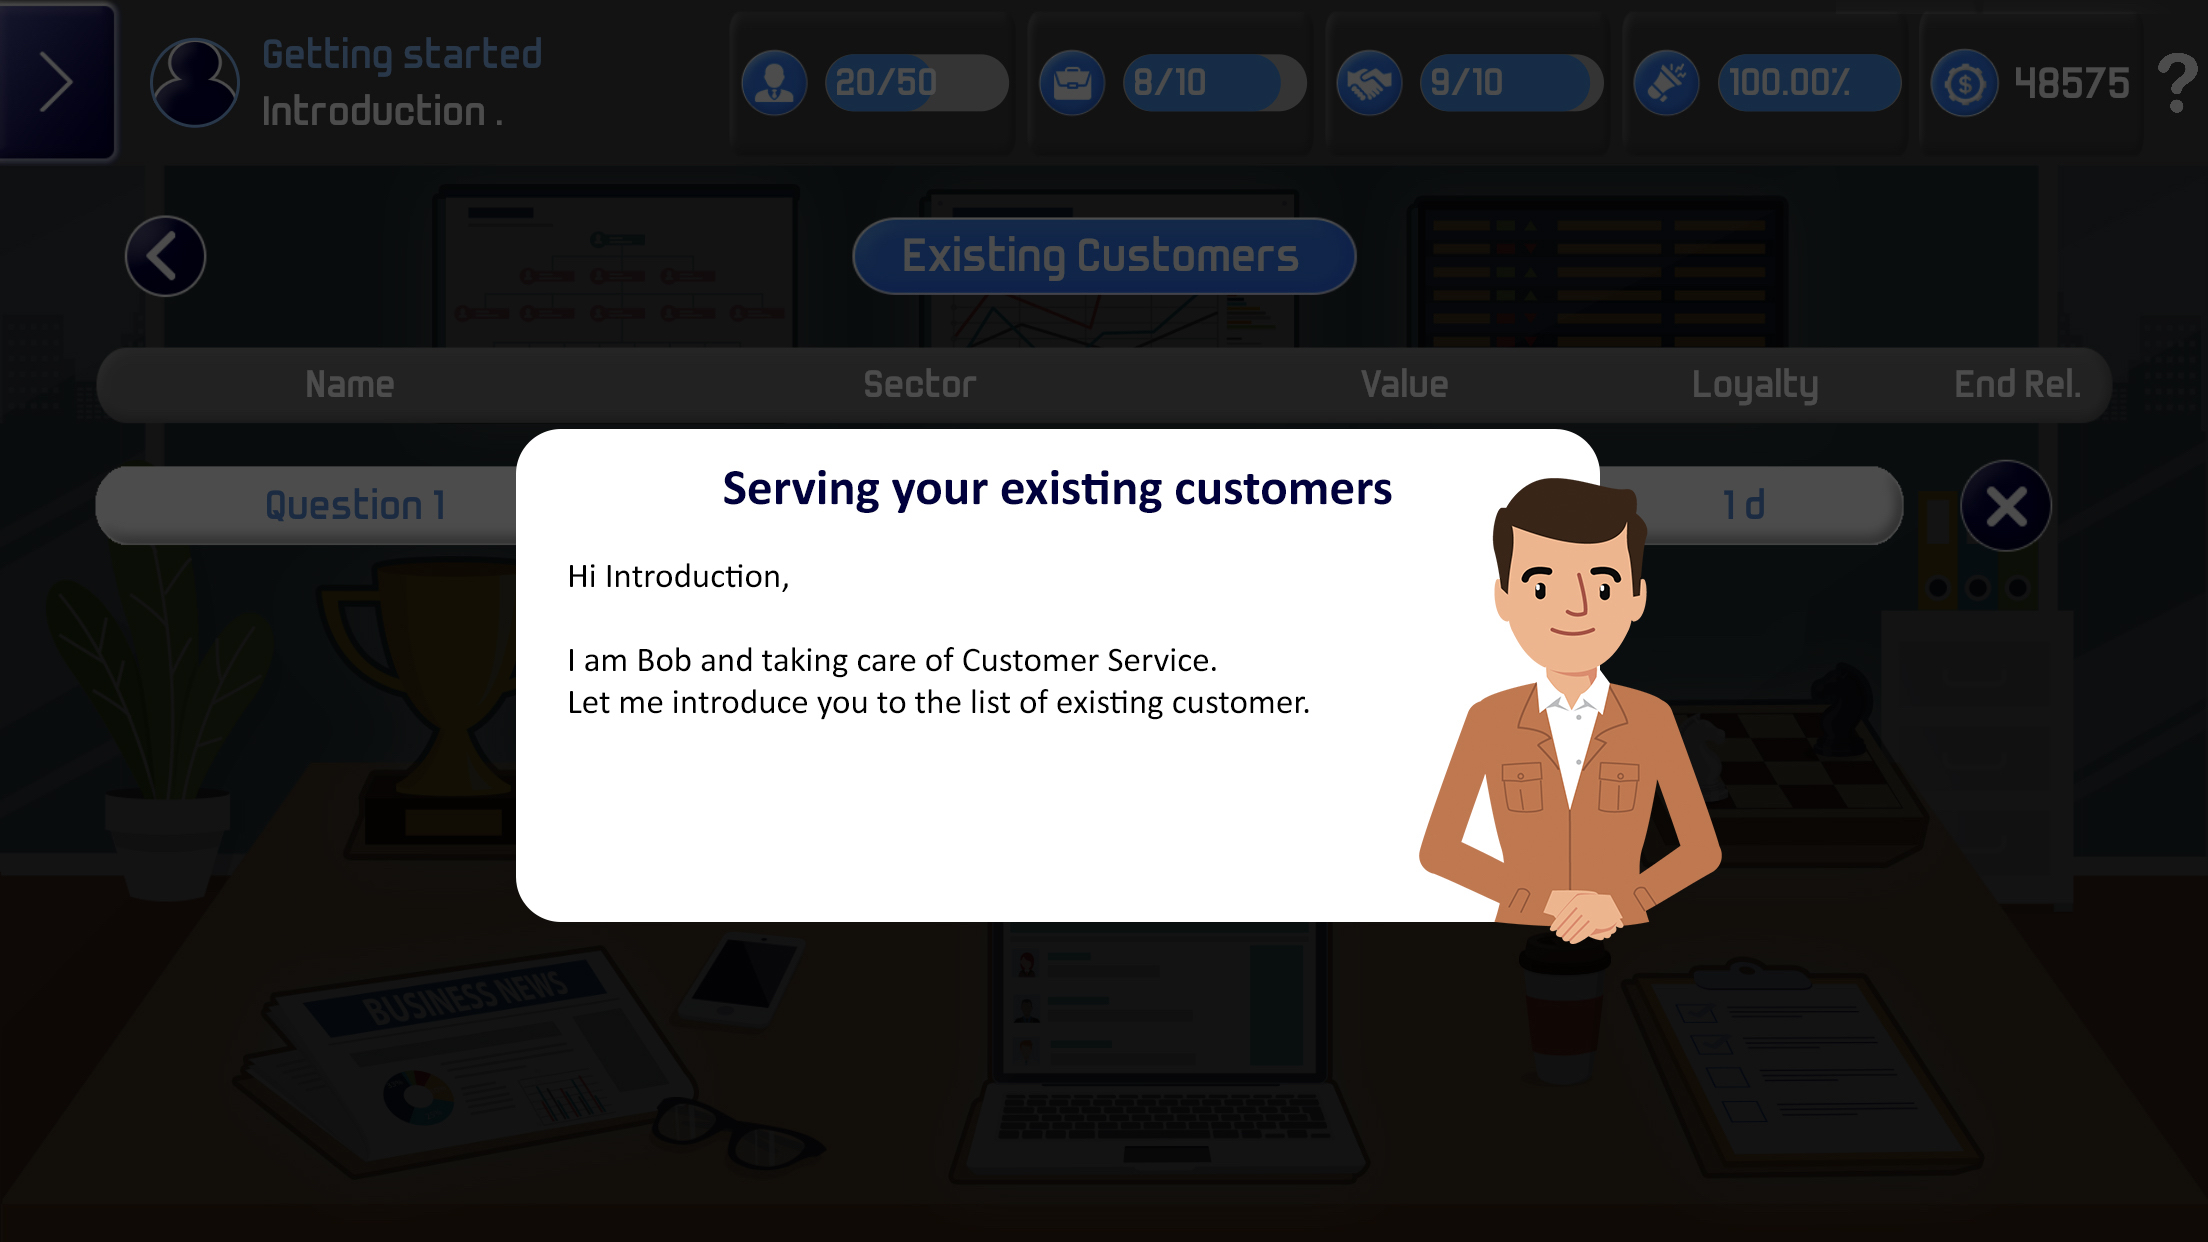 Getting started
Introduction .
20/50
8/10
9/10
100.00%
48575
?
Existing Customers
Name Sector Value Loyalty End Rel.
Question 1
1 d
Serving your existing customers
Hi Introduction,
I am Bob and taking care of Customer Service.
Let me introduce you to the list of existing customer.
BUSINESS NEWS